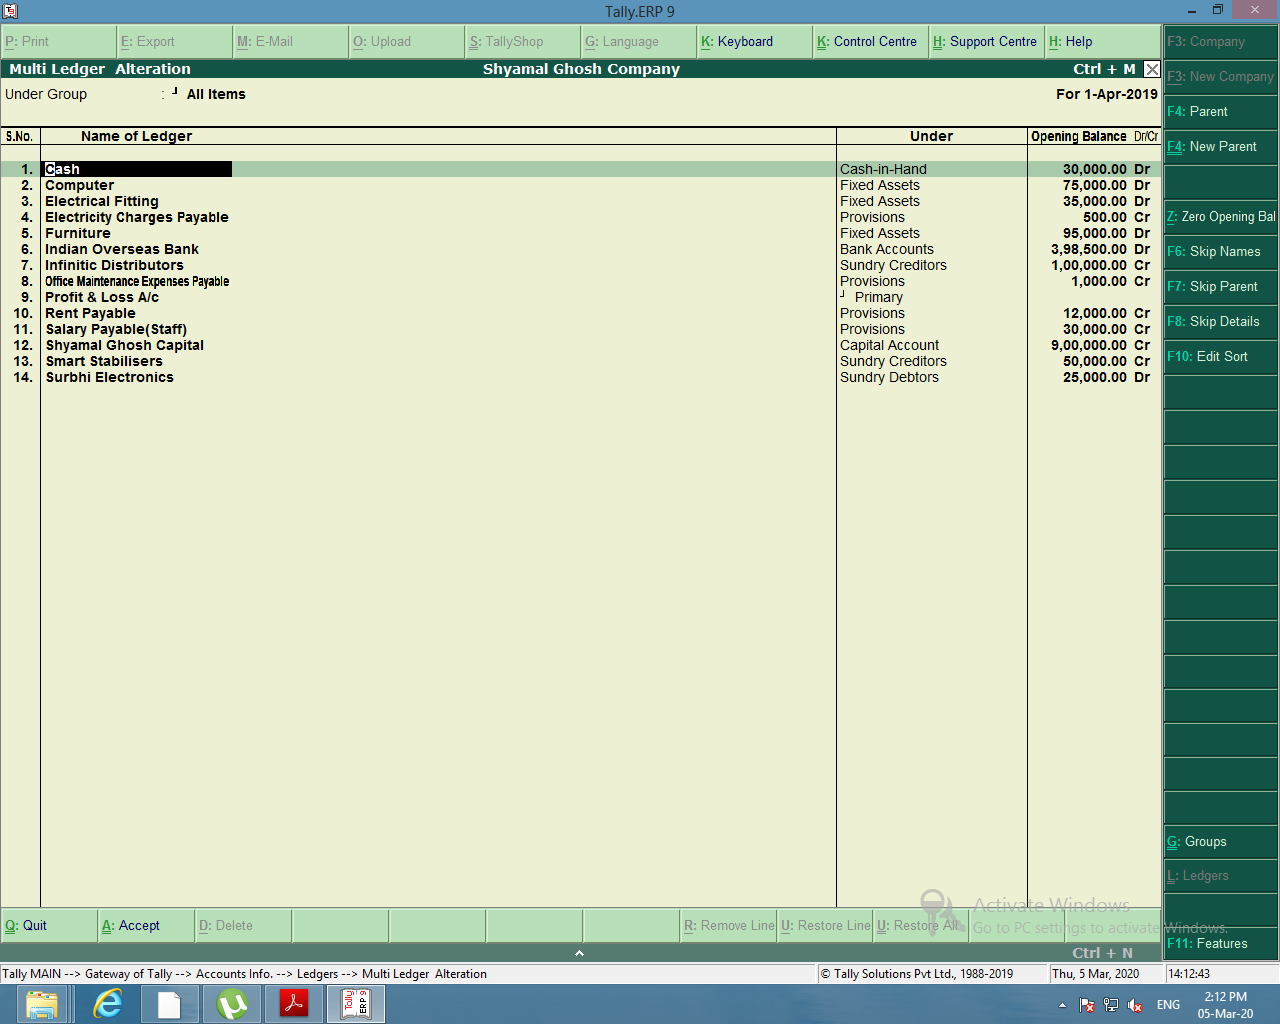 Tally.ERP 9
P: Print E: Export M: E-Mail O: Upload S: TallyShop G: Language K: Keyboard K: Control Centre H: Support Centre H: Help
Multi Ledger Alteration Shyamal Ghosh Company Ctrl + M
Under Group : ┘ All Items For 1-Apr-2019
S.No. Name of Ledger Under Opening Balance Dr/Cr
1. Cash Cash-in-Hand 30,000.00 Dr
2. Computer Fixed Assets 75,000.00 Dr
3. Electrical Fitting Fixed Assets 35,000.00 Dr
4. Electricity Charges Payable Provisions 500.00 Cr
5. Furniture Fixed Assets 95,000.00 Dr
6. Indian Overseas Bank Bank Accounts 3,98,500.00 Dr
7. Infinitic Distributors Sundry Creditors 1,00,000.00 Cr
8. Office Maintenance Expenses Payable Provisions 1,000.00 Cr
9. Profit & Loss A/c ┘ Primary
10. Rent Payable Provisions 12,000.00 Cr
11. Salary Payable(Staff) Provisions 30,000.00 Cr
12. Shyamal Ghosh Capital Capital Account 9,00,000.00 Cr
13. Smart Stabilisers Sundry Creditors 50,000.00 Cr
14. Surbhi Electronics Sundry Debtors 25,000.00 Dr
F3: Company
F3: New Company
F4: Parent
F4: New Parent
Z: Zero Opening Bal
F6: Skip Names
F7: Skip Parent
F8: Skip Details
F10: Edit Sort
G: Groups
L: Ledgers
F11: Features
Activate Windows
Go to PC settings to activate Windows.
Q: Quit A: Accept D: Delete R: Remove Line U: Restore Line U: Restore All
Ctrl + N
Tally MAIN --> Gateway of Tally --> Accounts Info. --> Ledgers --> Multi Ledger Alteration © Tally Solutions Pvt Ltd., 1988-2019 Thu, 5 Mar, 2020 14:12:43
Tally ERP 9
ENG
2:12 PM
05-Mar-20